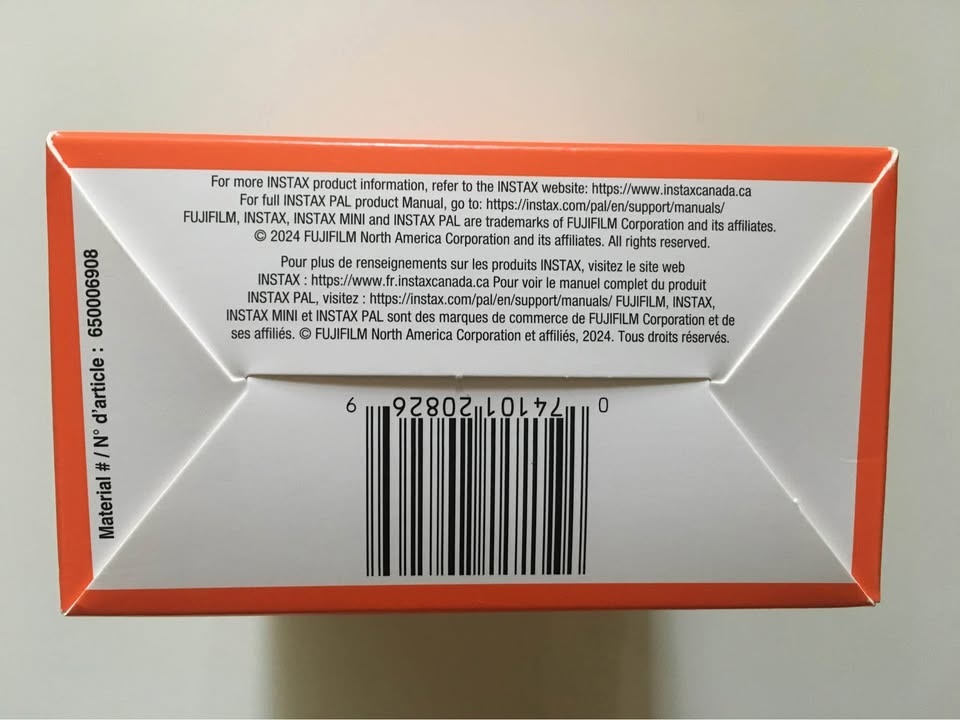 For more INSTAX product information, refer to the INSTAX website: https://www.instaxcanada.ca
For full INSTAX PAL product Manual, go to: https://instax.com/pal/en/support/manuals/
FUJIFILM, INSTAX, INSTAX MINI and INSTAX PAL are trademarks of FUJIFILM Corporation and its affiliates.
© 2024 FUJIFILM North America Corporation and its affiliates. All rights reserved.
Pour plus de renseignements sur les produits INSTAX, visitez le site web
INSTAX : https://www.fr.instaxcanada.ca Pour voir le manuel complet du produit
INSTAX PAL, visitez : https://instax.com/pal/en/support/manuals/ FUJIFILM, INSTAX,
INSTAX MINI et INSTAX PAL sont des marques de commerce de FUJIFILM Corporation et de
ses affiliés. © FUJIFILM North America Corporation et affiliés, 2024. Tous droits réservés.
Material # / N° d'article : 650006908
0 74101 20826 9